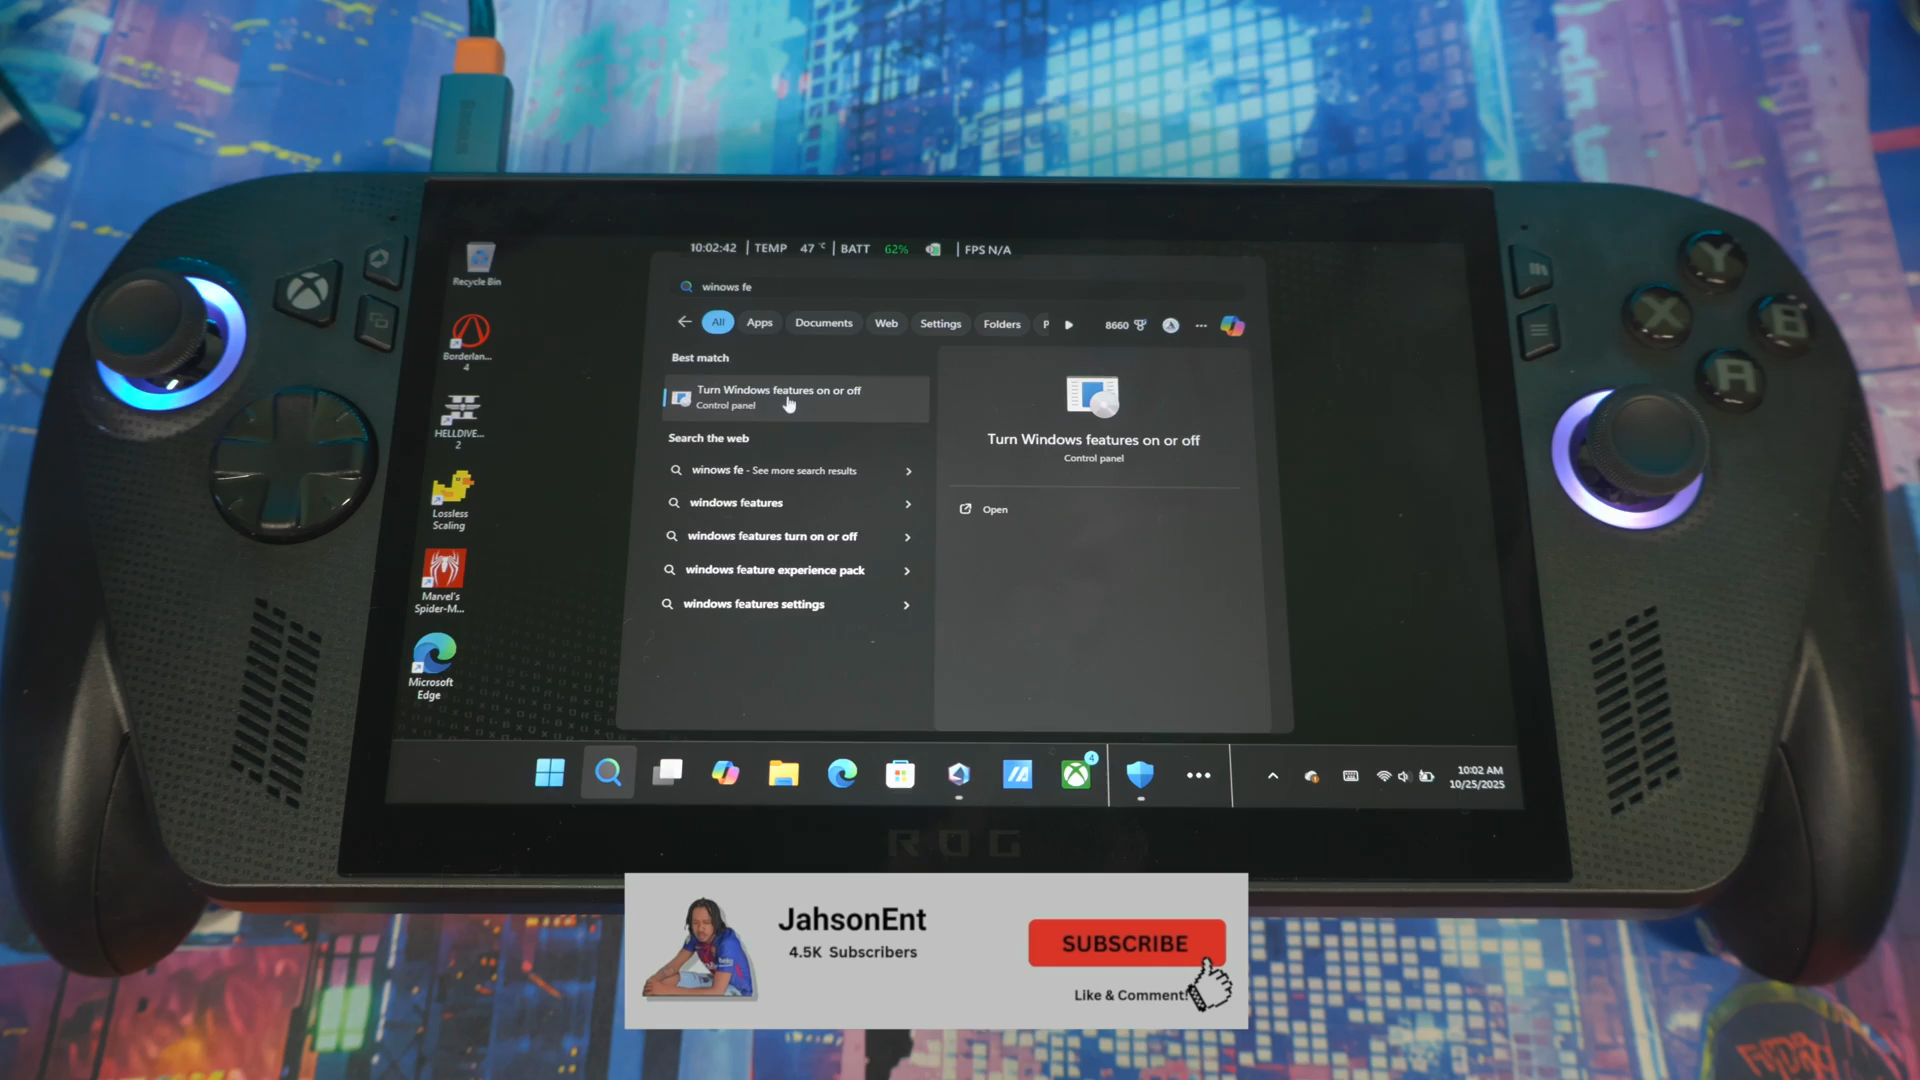 Recycle Bin
Borderlan...
4
HELLDIVE...
2
Lossless
Scaling
Marvel's
Spider-M...
Microsoft
Edge
10:02:42 | TEMP 47 °C | BATT 62% | FPS N/A
winows fe
All Apps Documents Web Settings Folders P 8660
Best match
Turn Windows features on or off
Control panel
Search the web
winows fe - See more search results
windows features
windows features turn on or off
windows feature experience pack
windows features settings
Turn Windows features on or off
Control panel
Open
4
10:02 AM
10/25/2025
Y
X
B
A
ROG
JahsonEnt
4.5K Subscribers
SUBSCRIBE
Like & Comment!